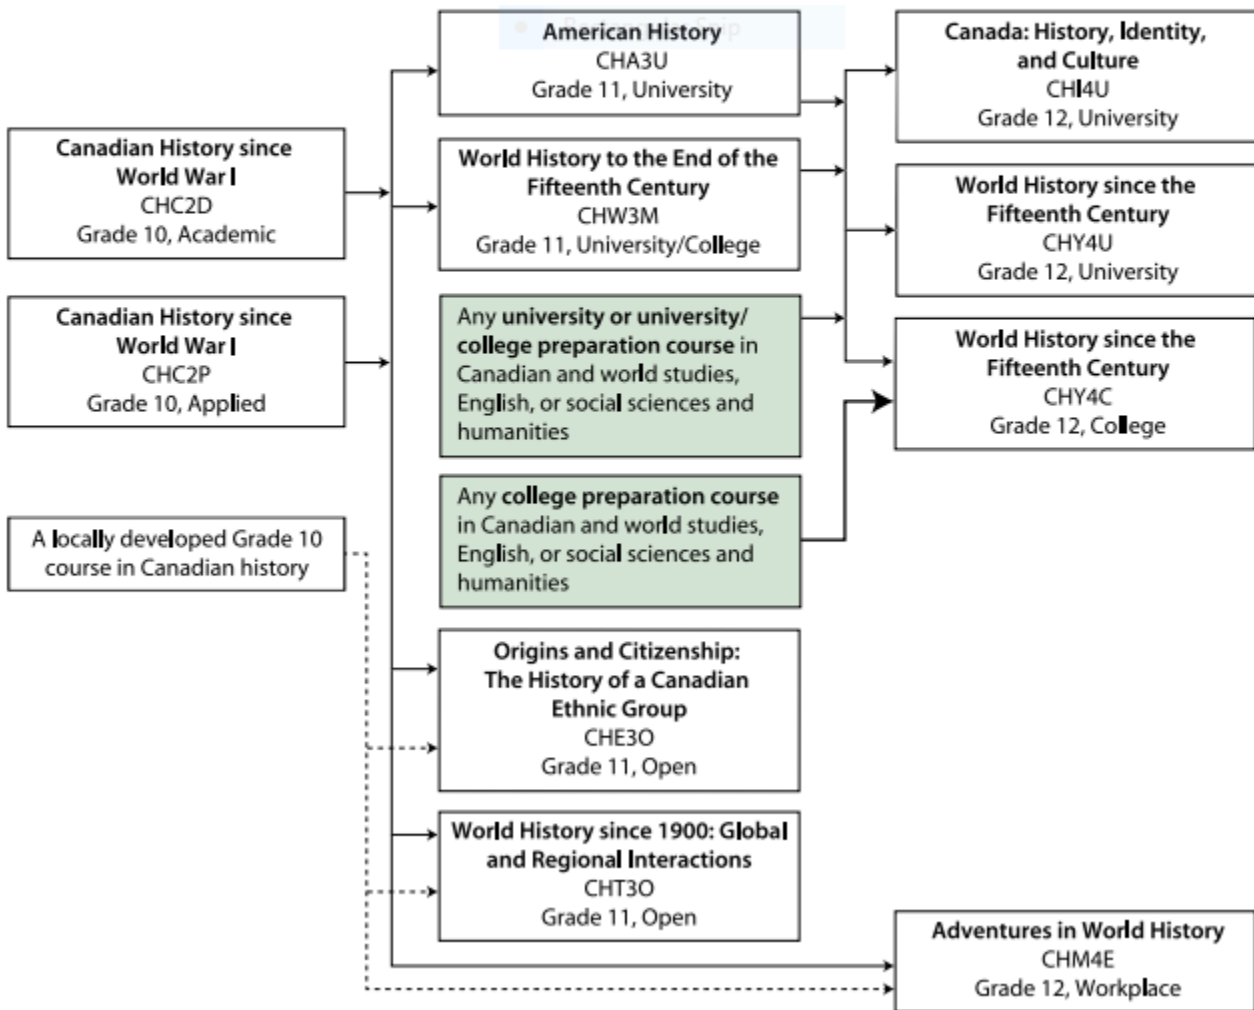 Rectangular Snip
American History
CHA3U
Grade 11, University
Canada: History, Identity,
and Culture
CHI4U
Grade 12, University
Canadian History since
World War I
CHC2D
Grade 10, Academic
World History to the End of the
Fifteenth Century
CHW3M
Grade 11, University/College
World History since the
Fifteenth Century
CHY4U
Grade 12, University
Canadian History since
World War I
CHC2P
Grade 10, Applied
Any university or university/
college preparation course in
Canadian and world studies,
English, or social sciences and
humanities
World History since the
Fifteenth Century
CHY4C
Grade 12, College
A locally developed Grade 10
course in Canadian history
Any college preparation course
in Canadian and world studies,
English, or social sciences and
humanities
Origins and Citizenship:
The History of a Canadian
Ethnic Group
CHE3O
Grade 11, Open
World History since 1900: Global
and Regional Interactions
CHT3O
Grade 11, Open
Adventures in World History
CHM4E
Grade 12, Workplace